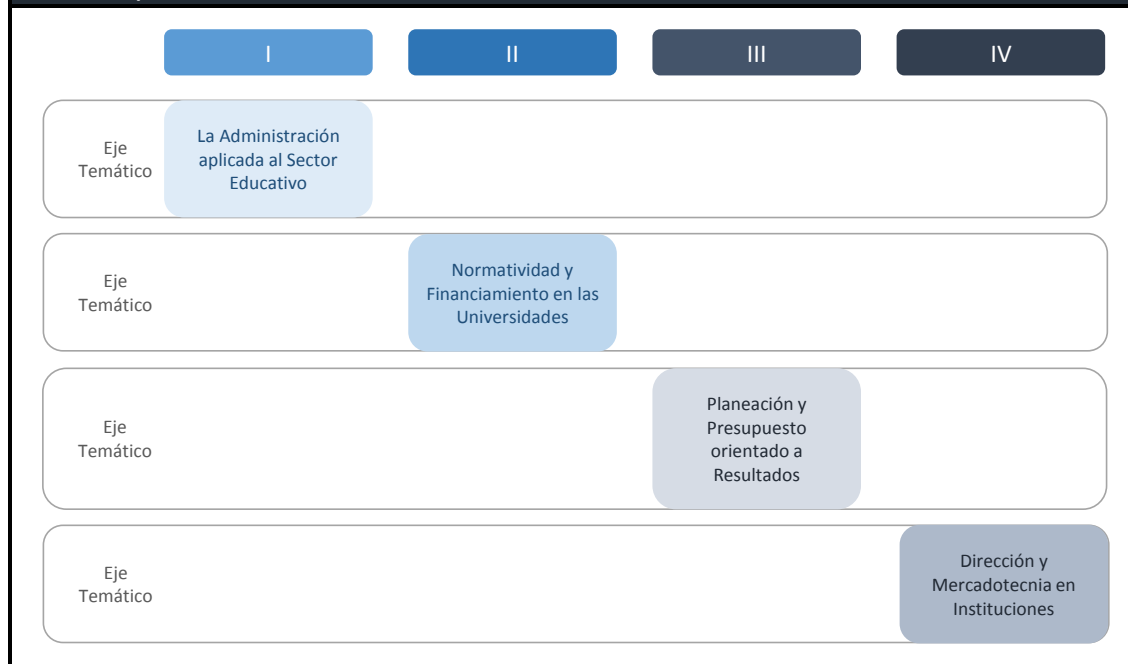 I
II
III
IV
Eje
Temático
La Administración
aplicada al Sector
Educativo
Eje
Temático
Normatividad y
Financiamiento en las
Universidades
Eje
Temático
Planeación y
Presupuesto
orientado a
Resultados
Eje
Temático
Dirección y
Mercadotecnia en
Instituciones